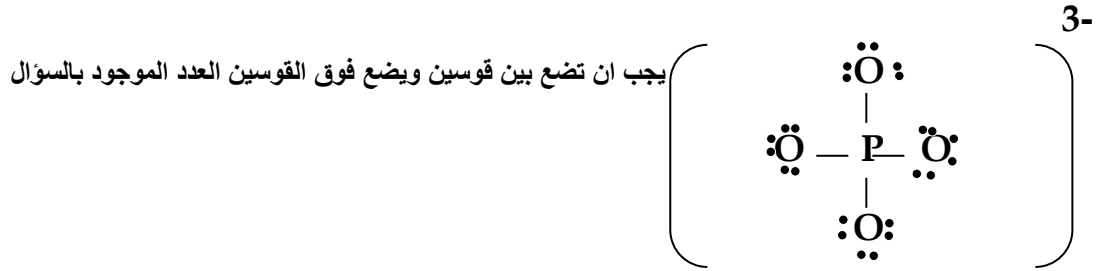 3-
يجب ان تضع بين قوسين ويضع فوق القوسين العدد الموجود بالسؤال
O
O — P — O
O